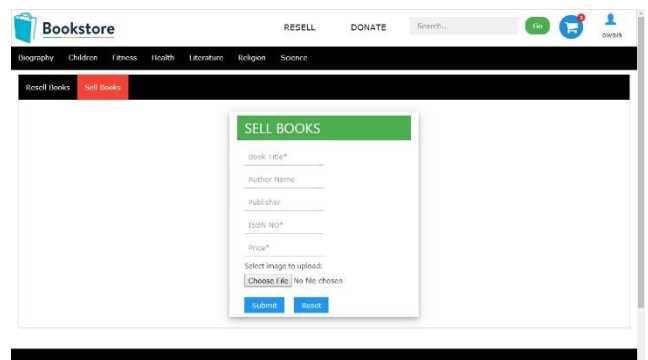 Bookstore RESELL DONATE Search... Go 3
owais
Biography Children Fitness Health Literature Religion Science
Resell Books Sell Books
SELL BOOKS
Book Title*
Author Name
Publisher
ISBN NO*
Price*
Select image to upload:
Choose File No file chosen
Submit Reset